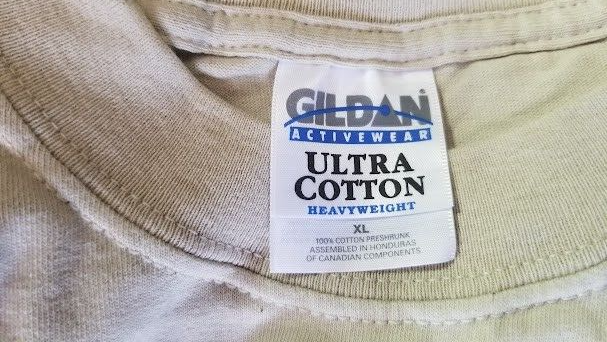 GILDAN®
ACTIVEWEAR
ULTRA
COTTON
HEAVYWEIGHT
XL
100% COTTON PRESHRUNK
ASSEMBLED IN HONDURAS
OF CANADIAN COMPONENTS.